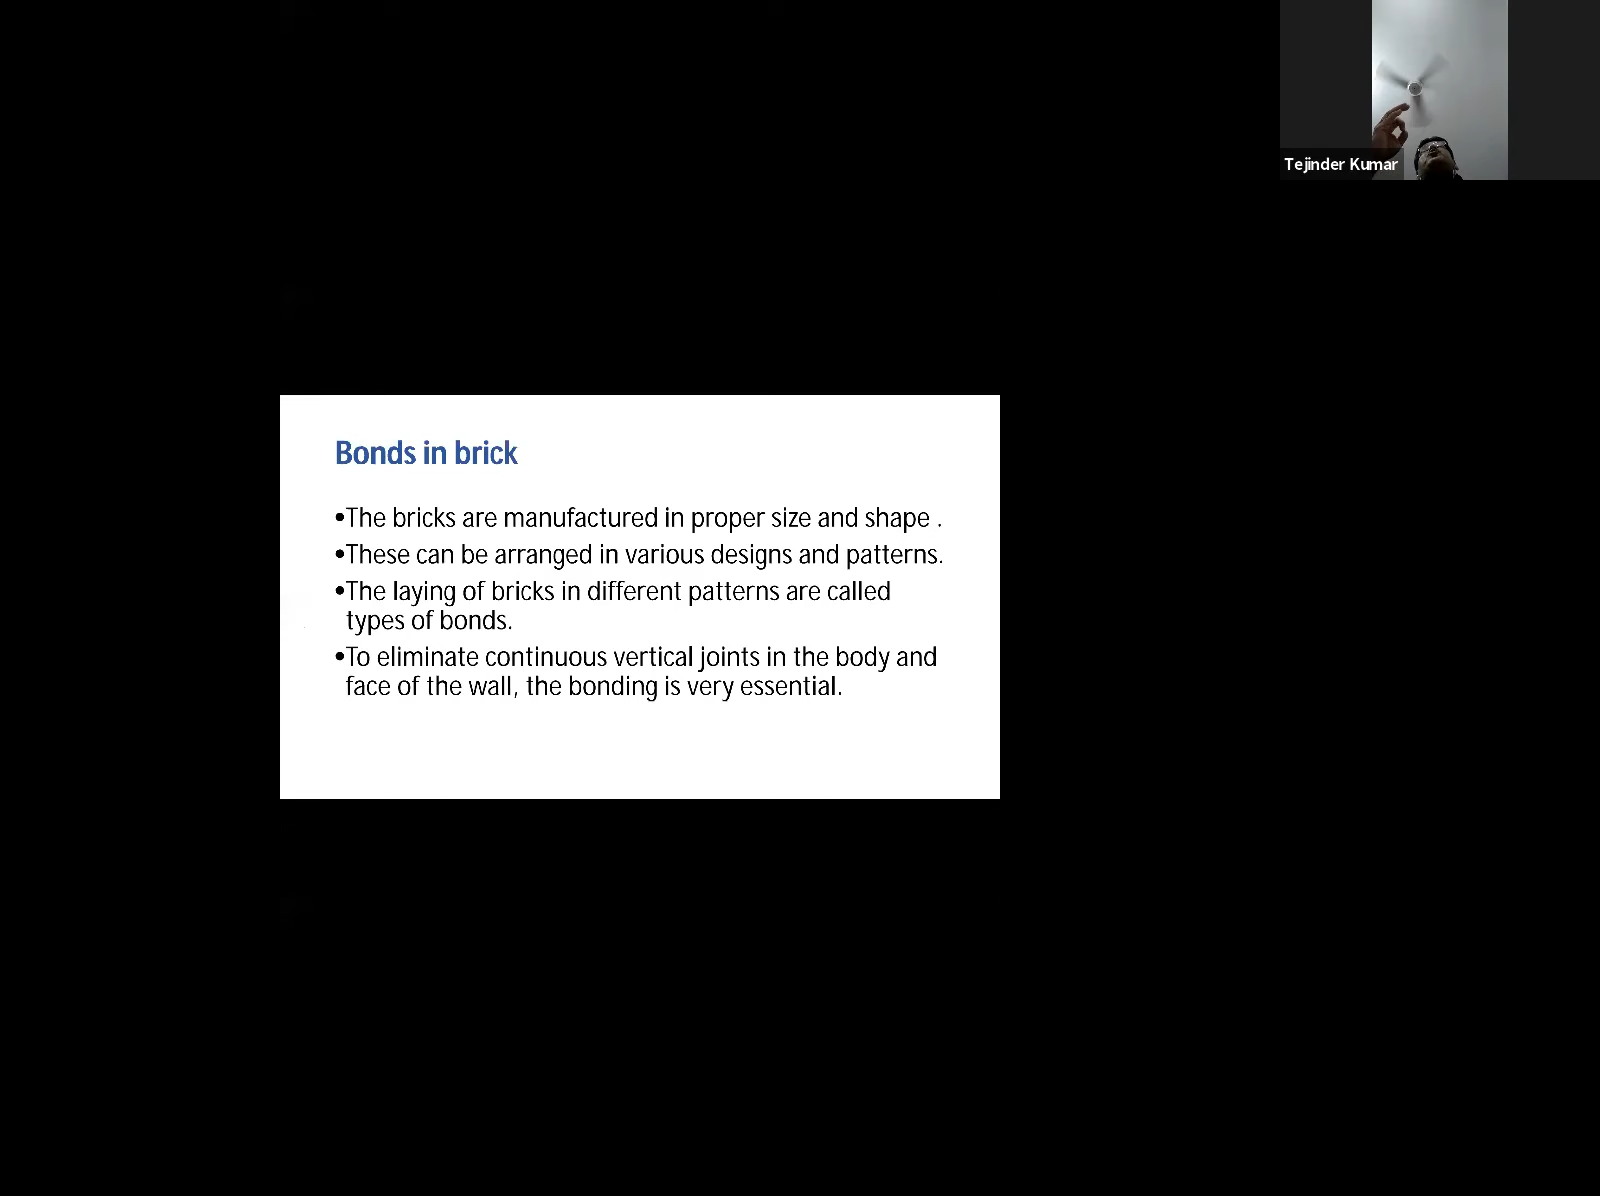 Tejinder Kumar
Bonds in brick
•The bricks are manufactured in proper size and shape .
•These can be arranged in various designs and patterns.
•The laying of bricks in different patterns are called
types of bonds.
•To eliminate continuous vertical joints in the body and
face of the wall, the bonding is very essential.